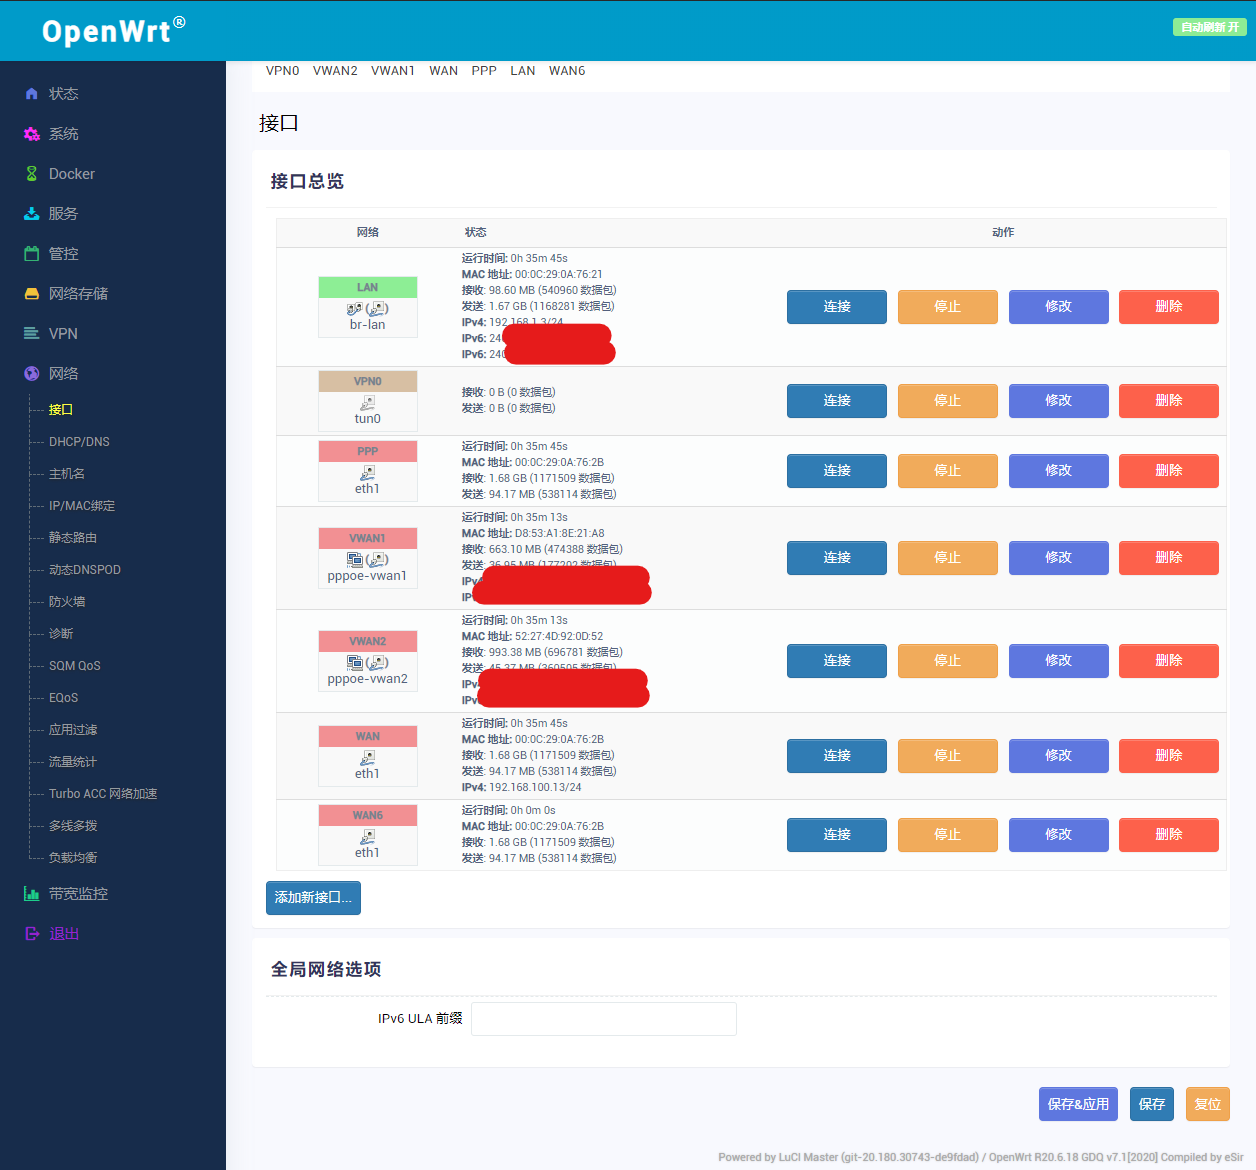 OpenWrt®
自动刷新 开
状态
系统
Docker
服务
管控
网络存储
VPN
网络
接口
DHCP/DNS
主机名
IP/MAC绑定
静态路由
动态DNSPOD
防火墙
诊断
SQM QoS
EQoS
应用过滤
流量统计
Turbo ACC 网络加速
多线多拨
负载均衡
带宽监控
退出
VPN0 VWAN2 VWAN1 WAN PPP LAN WAN6
接口
接口总览
网络 状态 动作
LAN
br-lan
运行时间: 0h 35m 45s
MAC 地址: 00:0C:29:0A:76:21
接收: 98.60 MB (540960 数据包)
发送: 1.67 GB (1168281 数据包)
IPv4: 192.168.1.3/24
IPv6: 24
IPv6: 240
连接 停止 修改 删除
VPN0
tun0
接收: 0 B (0 数据包)
发送: 0 B (0 数据包)
连接 停止 修改 删除
PPP
eth1
运行时间: 0h 35m 45s
MAC 地址: 00:0C:29:0A:76:2B
接收: 1.68 GB (1171509 数据包)
发送: 94.17 MB (538114 数据包)
连接 停止 修改 删除
VWAN1
pppoe-vwan1
运行时间: 0h 35m 13s
MAC 地址: D8:53:A1:8E:21:A8
接收: 663.10 MB (474388 数据包)
发送: 36.95 MB (177202 数据包)
连接 停止 修改 删除
VWAN2
pppoe-vwan2
运行时间: 0h 35m 13s
MAC 地址: 52:27:4D:92:0D:52
接收: 993.38 MB (696781 数据包)
发送: 45.37 MB (360505 数据包)
连接 停止 修改 删除
WAN
eth1
运行时间: 0h 35m 45s
MAC 地址: 00:0C:29:0A:76:2B
接收: 1.68 GB (1171509 数据包)
发送: 94.17 MB (538114 数据包)
IPv4: 192.168.100.13/24
连接 停止 修改 删除
WAN6
eth1
运行时间: 0h 0m 0s
MAC 地址: 00:0C:29:0A:76:2B
接收: 1.68 GB (1171509 数据包)
发送: 94.17 MB (538114 数据包)
连接 停止 修改 删除
添加新接口...
全局网络选项
IPv6 ULA 前缀
保存&应用 保存 复位
Powered by LuCI Master (git-20.180.30743-de9fdad) / OpenWrt R20.6.18 GDQ v7.1[2020] Compiled by eSir